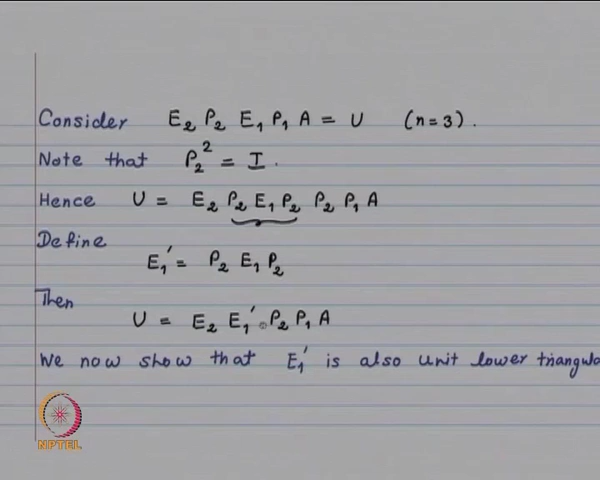 Consider E₂ P₂ E₁ P₁ A = U (n=3).
Note that P₂² = I.
Hence U = E₂ P₂ E₁ P₂ P₂ P₁ A
Define
E₁' = P₂ E₁ P₂
Then
U = E₂ E₁' P₂ P₁ A
We now show that E₁' is also unit lower triangula
NPTEL